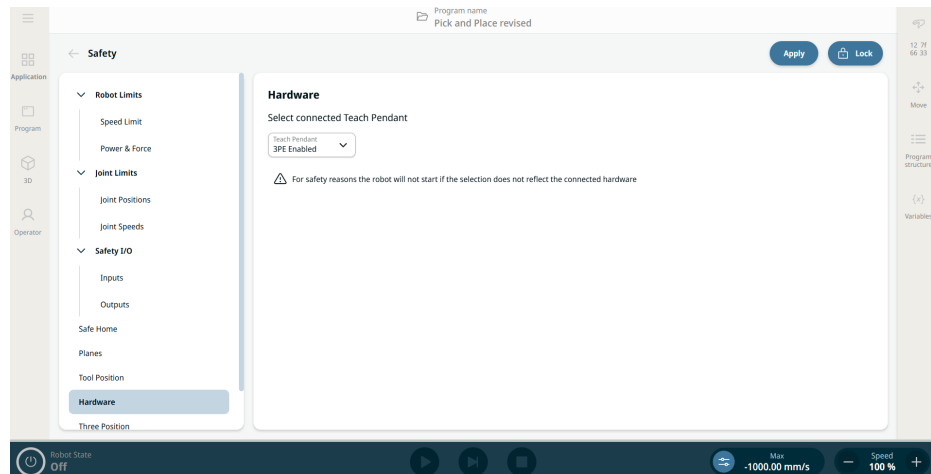 Program name
Pick and Place revised
Application
Program
3D
Operator
Safety
Apply
Lock
Robot Limits
Speed Limit
Power & Force
Joint Limits
Joint Positions
Joint Speeds
Safety I/O
Inputs
Outputs
Safe Home
Planes
Tool Position
Hardware
Three Position
Hardware
Select connected Teach Pendant
Teach Pendant
3PE Enabled
For safety reasons the robot will not start if the selection does not reflect the connected hardware
12 7f
66 33
Move
Program
structure
{x}
Variables
Robot State
Off
Max
-1000.00 mm/s
Speed
100 %